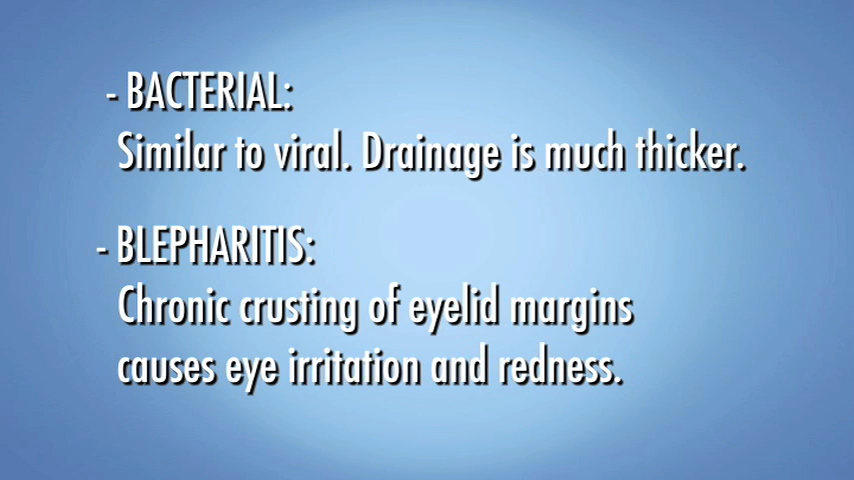 - BACTERIAL:
Similar to viral. Drainage is much thicker.
- BLEPHARITIS:
Chronic crusting of eyelid margins
causes eye irritation and redness.